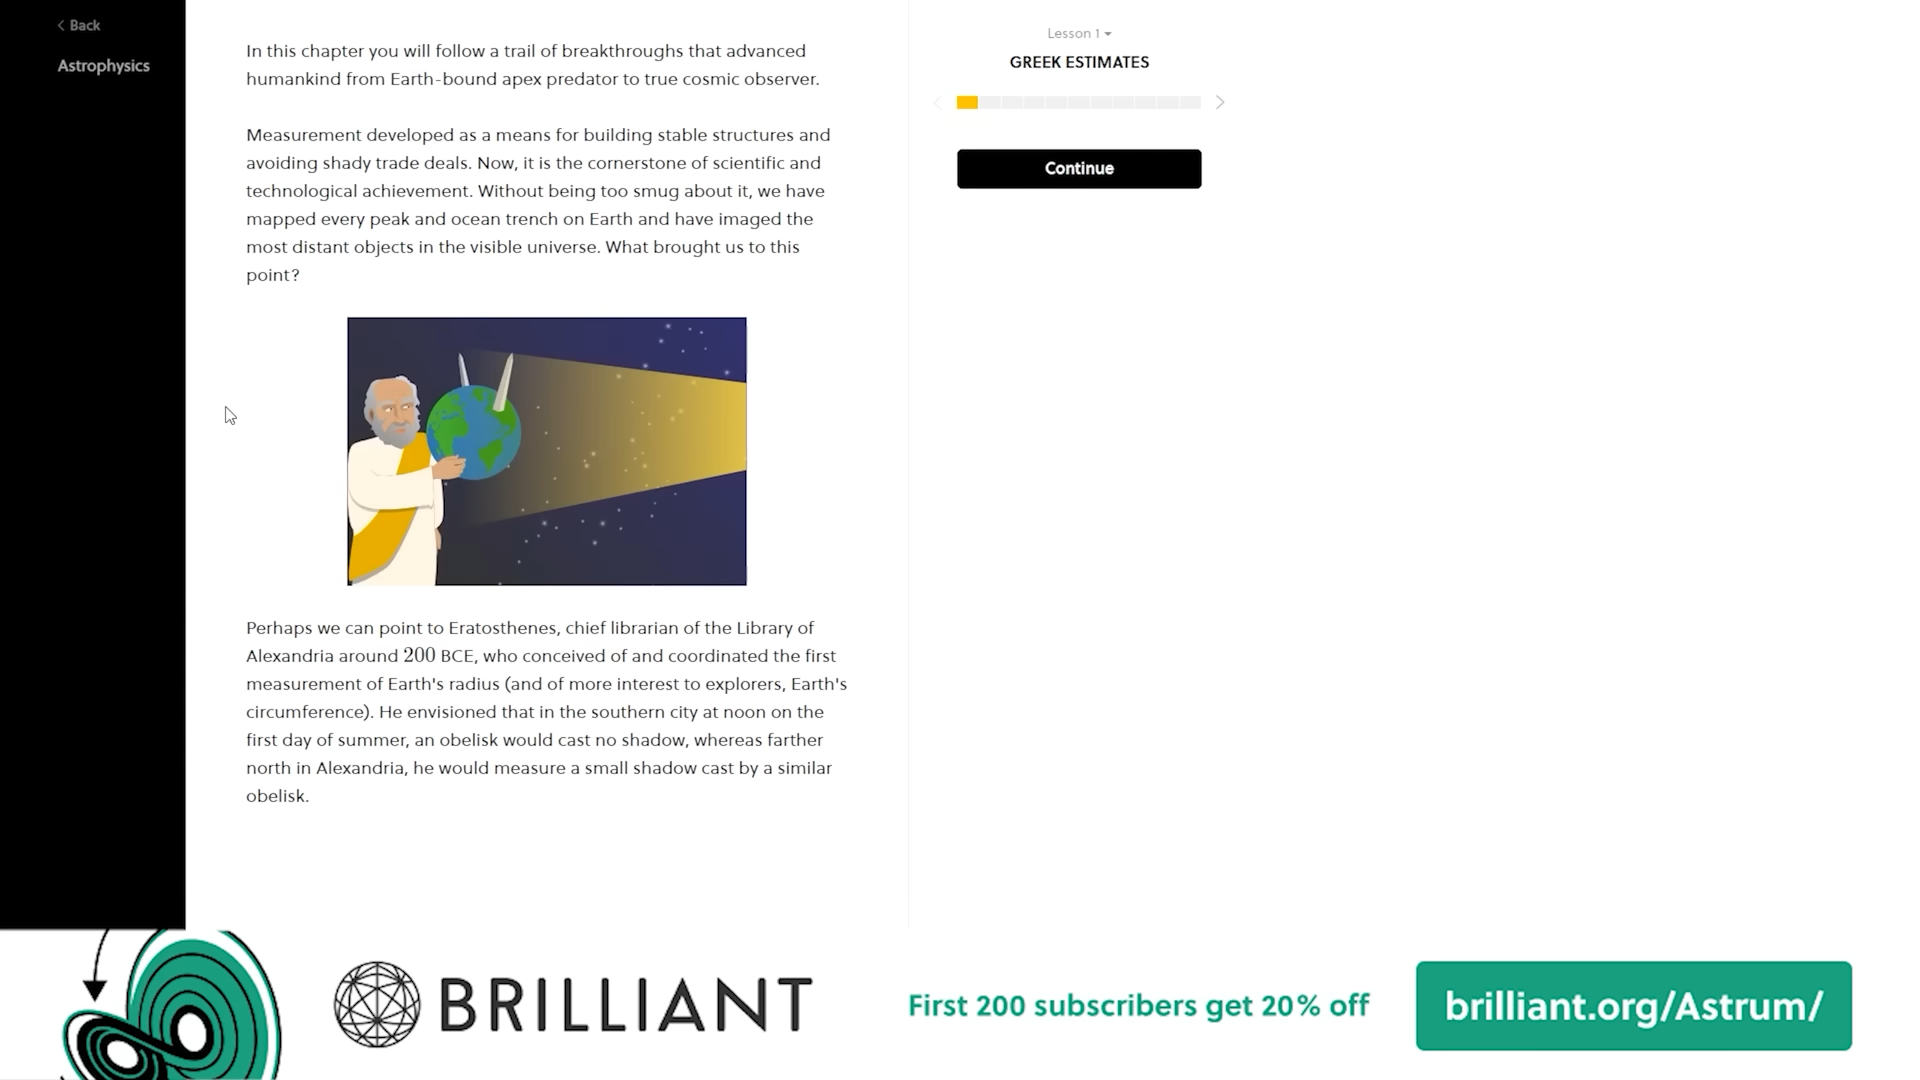 Back
Astrophysics
In this chapter you will follow a trail of breakthroughs that advanced
humankind from Earth-bound apex predator to true cosmic observer.
Measurement developed as a means for building stable structures and
avoiding shady trade deals. Now, it is the cornerstone of scientific and
technological achievement. Without being too smug about it, we have
mapped every peak and ocean trench on Earth and have imaged the
most distant objects in the visible universe. What brought us to this
point?
Perhaps we can point to Eratosthenes, chief librarian of the Library of
Alexandria around 200 BCE, who conceived of and coordinated the first
measurement of Earth's radius (and of more interest to explorers, Earth's
circumference). He envisioned that in the southern city at noon on the
first day of summer, an obelisk would cast no shadow, whereas farther
north in Alexandria, he would measure a small shadow cast by a similar
obelisk.
Lesson 1
GREEK ESTIMATES
Continue
BRILLIANT
First 200 subscribers get 20% off
brilliant.org/Astrum/